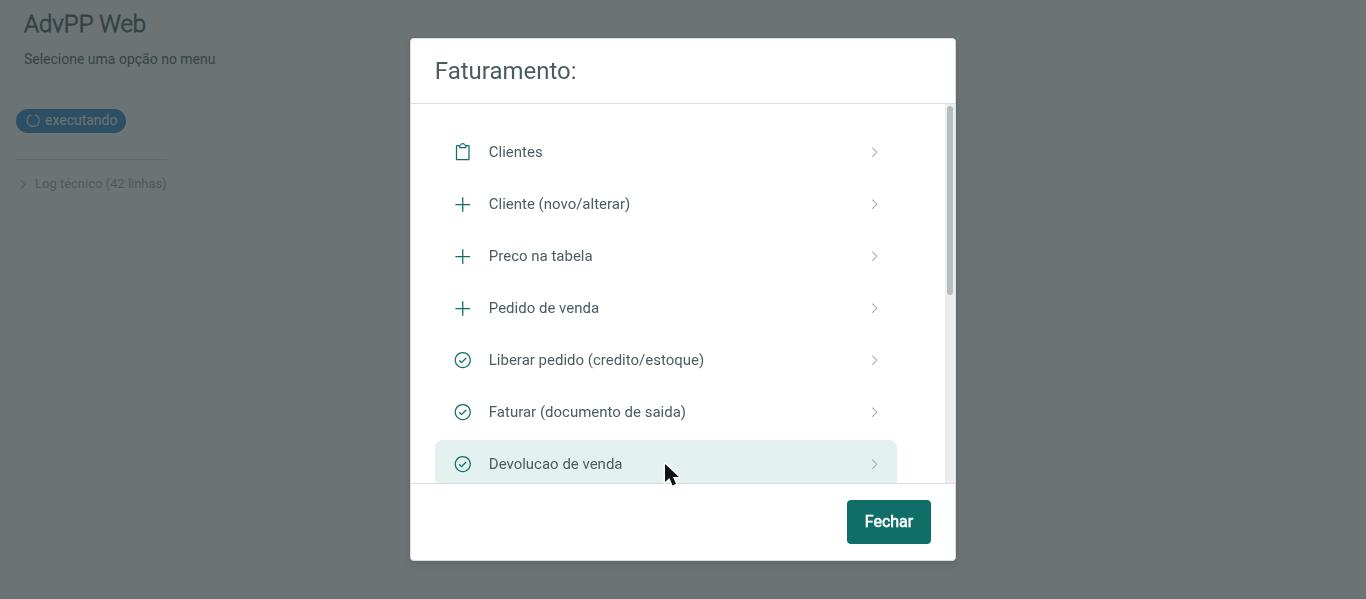 AdvPP Web
Selecione uma opção no menu
executando
Log técnico (42 linhas)
Faturamento:
Clientes
Cliente (novo/alterar)
Preco na tabela
Pedido de venda
Liberar pedido (credito/estoque)
Faturar (documento de saida)
Devolucao de venda
Fechar